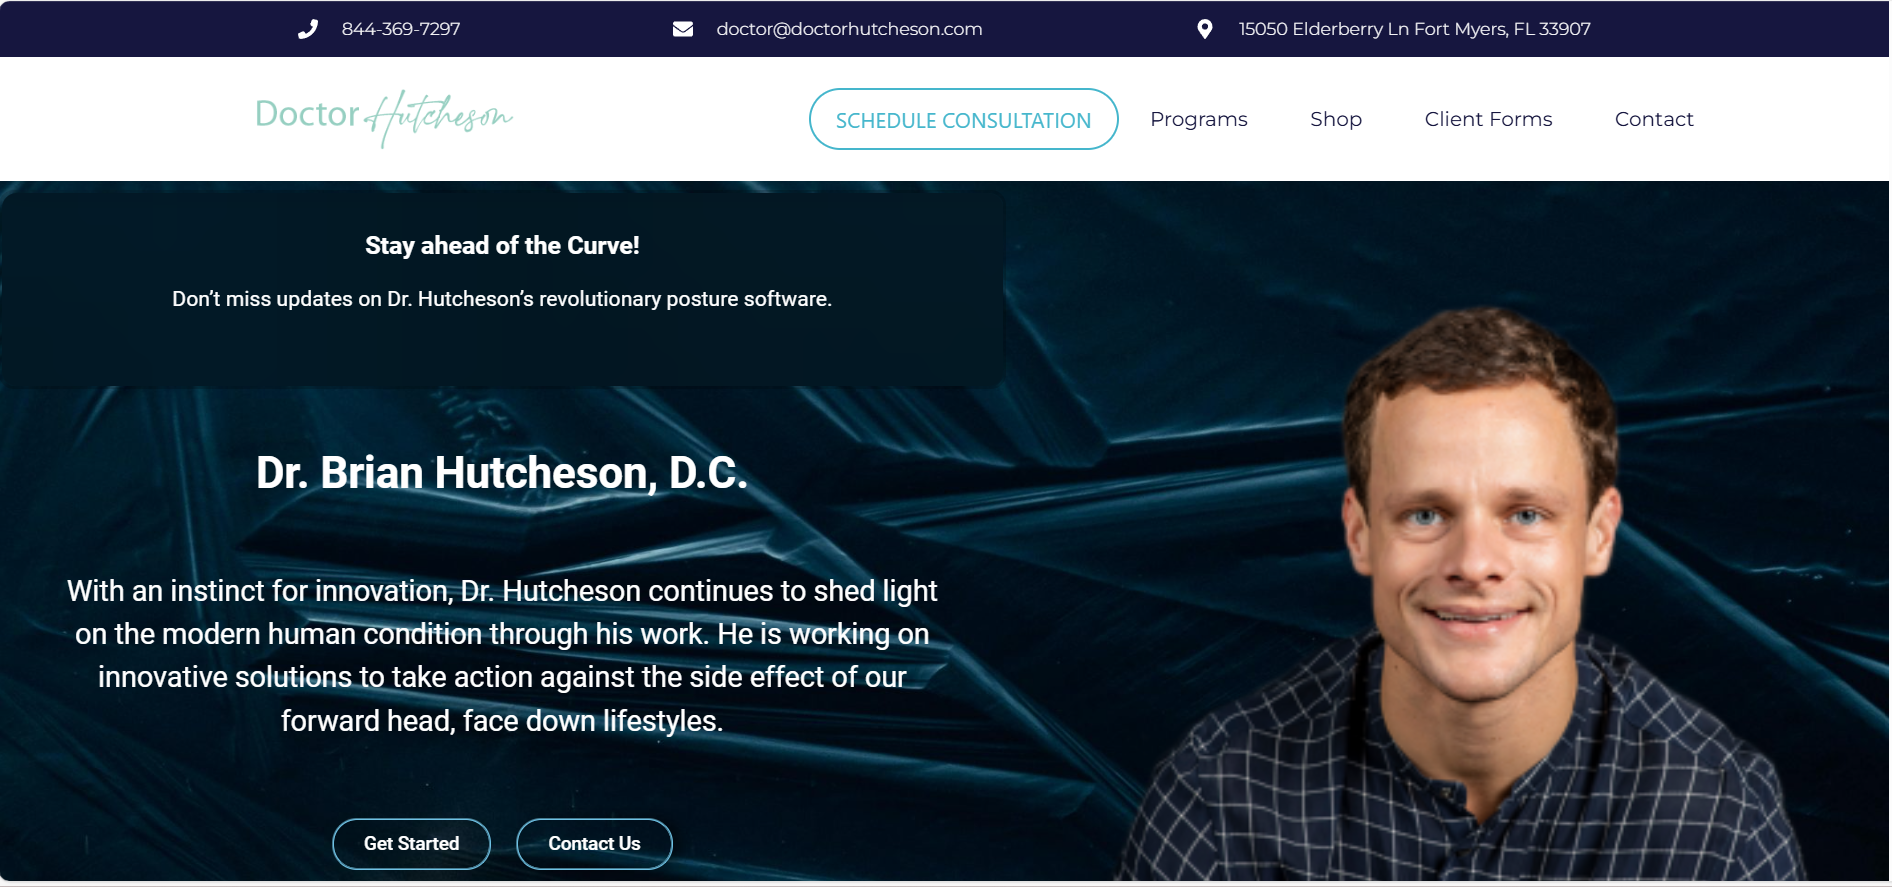 844-369-7297
doctor@doctorhutcheson.com
15050 Elderberry Ln Fort Myers, FL 33907
Doctor Hutcheson
SCHEDULE CONSULTATION
Programs
Shop
Client Forms
Contact
Stay ahead of the Curve!
Don’t miss updates on Dr. Hutcheson’s revolutionary posture software.
Dr. Brian Hutcheson, D.C.
With an instinct for innovation, Dr. Hutcheson continues to shed light
on the modern human condition through his work. He is working on
innovative solutions to take action against the side effect of our
forward head, face down lifestyles.
Get Started
Contact Us